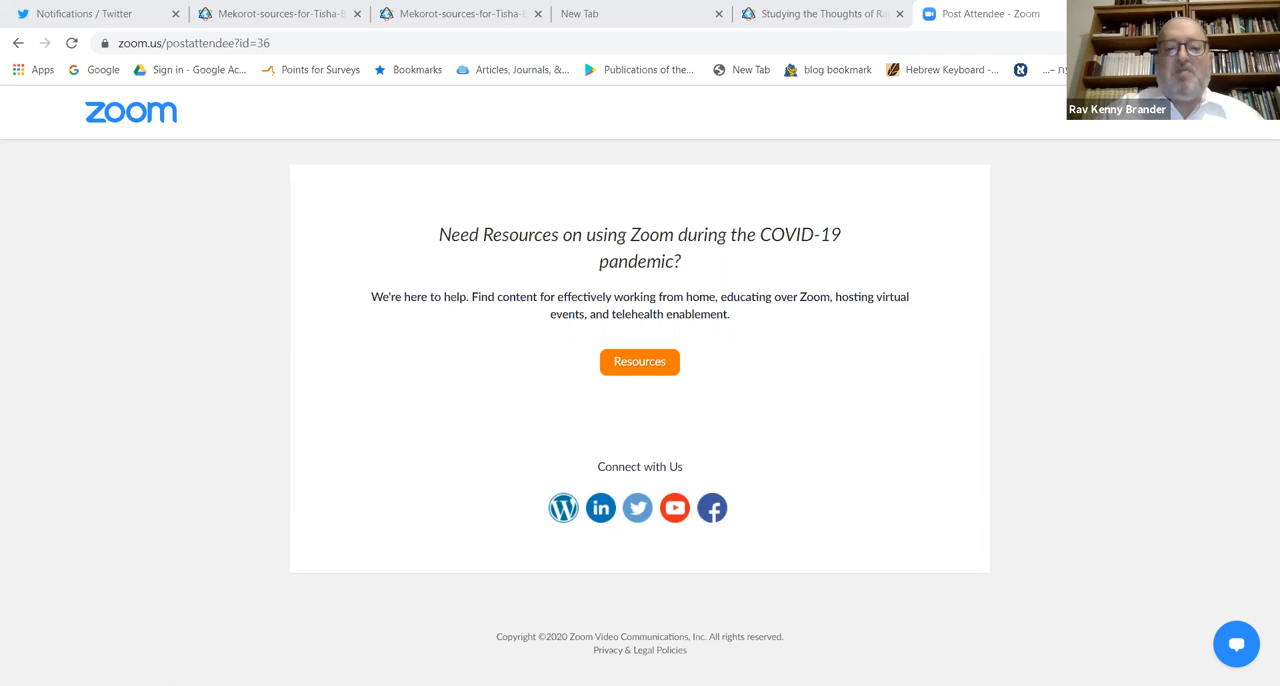 Notifications / Twitter
Mekorot-sources-for-Tisha-B
Mekorot-sources-for-Tisha-B
New Tab
Studying the Thoughts of Ra
Post Attendee - Zoom
zoom.us/postattendee?id=36
Apps
Google
Sign in - Google Ac...
Points for Surveys
Bookmarks
Articles, Journals, &...
Publications of the...
New Tab
blog bookmark
Hebrew Keyboard -...
Rav Kenny Brander
zoom
Need Resources on using Zoom during the COVID-19
pandemic?
We're here to help. Find content for effectively working from home, educating over Zoom, hosting virtual
events, and telehealth enablement.
Resources
Connect with Us
Copyright ©2020 Zoom Video Communications, Inc. All rights reserved.
Privacy & Legal Policies